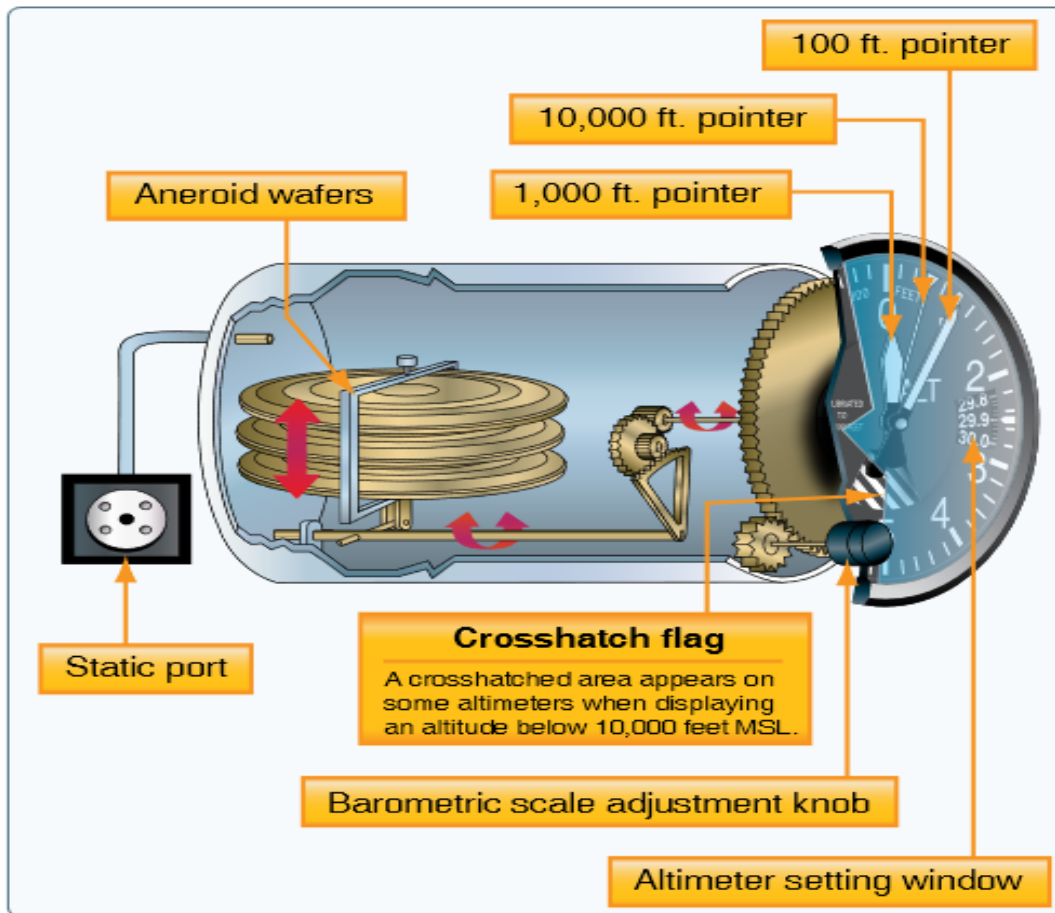 100 ft. pointer
10,000 ft. pointer
1,000 ft. pointer
Aneroid wafers
FEET
0
2
ALT
29.8
29.9
30.0
3
4
Static port
Crosshatch flag
A crosshatched area appears on
some altimeters when displaying
an altitude below 10,000 feet MSL.
Barometric scale adjustment knob
Altimeter setting window